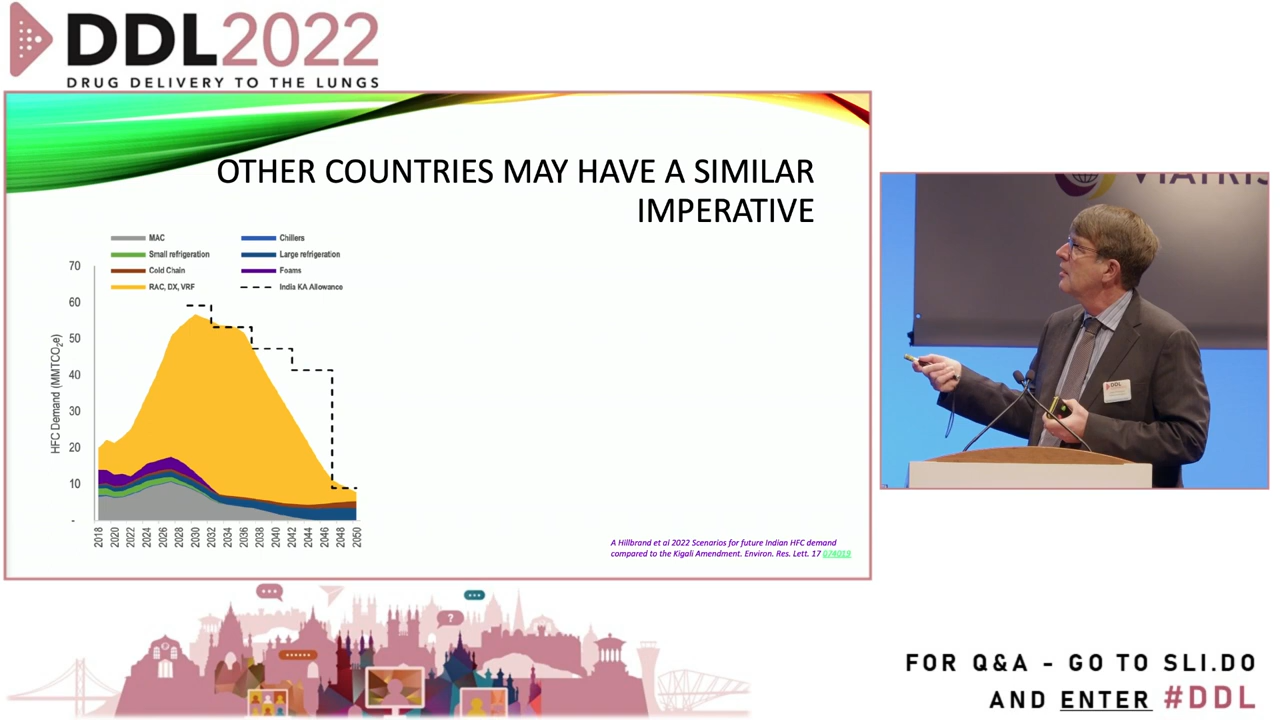 DDL2022
DRUG DELIVERY TO THE LUNGS
OTHER COUNTRIES MAY HAVE A SIMILAR
IMPERATIVE
MAC
Chillers
Small refrigeration
Large refrigeration
Cold Chain
Foams
RAC, DX, VRF
India KA Allowance
HFC Demand (MMTCO2e)
70
60
50
40
30
20
10
-
2018 2020 2022 2024 2026 2028 2030 2032 2034 2036 2038 2040 2042 2044 2046 2048 2050
A Hillbrand et al 2022 Scenarios for future Indian HFC demand
compared to the Kigali Amendment. Environ. Res. Lett. 17 074019
VIATRIS
DDL
?
FOR Q&A - GO TO SLI.DO
AND ENTER #DDL